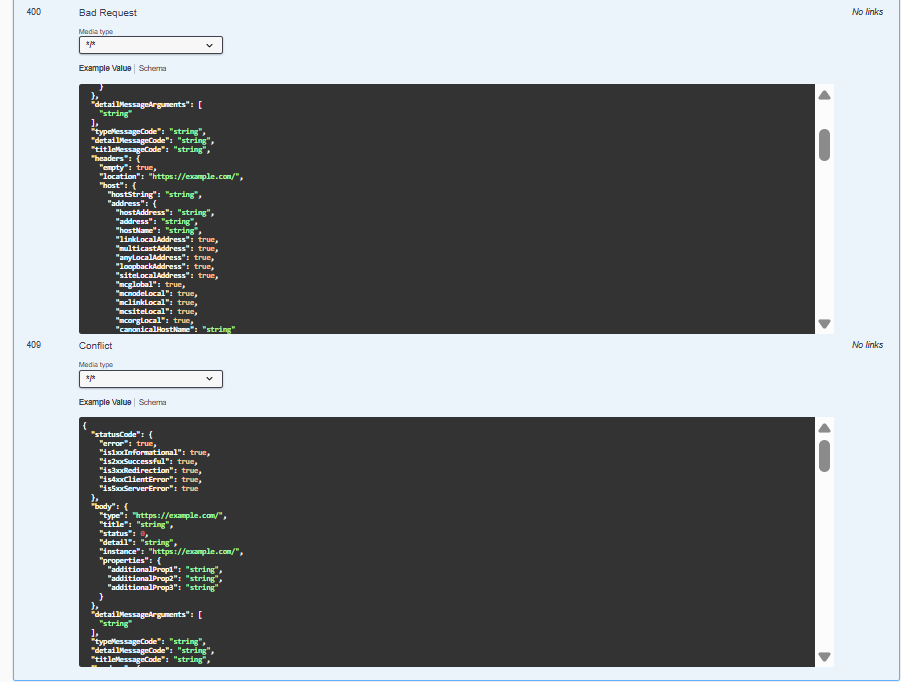 400 Bad Request No links
Media type
*/*
Example Value | Schema
}
},
"detailMessageArguments": [
"string"
],
"typeMessageCode": "string",
"detailMessageCode": "string",
"titleMessageCode": "string",
"headers": {
"empty": true,
"location": "https://example.com/",
"host": {
"hostString": "string",
"address": {
"hostAddress": "string",
"address": "string",
"hostName": "string",
"linkLocalAddress": true,
"multicastAddress": true,
"anyLocalAddress": true,
"loopbackAddress": true,
"siteLocalAddress": true,
"mcglobal": true,
"mcnodeLocal": true,
"mclinkLocal": true,
"mcsiteLocal": true,
"mcorgLocal": true,
"canonicalHostName": "string"
409 Conflict No links
Media type
*/*
Example Value | Schema
{
"statusCode": {
"error": true,
"is1xxInformational": true,
"is2xxSuccessful": true,
"is3xxRedirection": true,
"is4xxClientError": true,
"is5xxServerError": true
},
"body": {
"type": "https://example.com/",
"title": "string",
"status": 0,
"detail": "string",
"instance": "https://example.com/",
"properties": {
"additionalProp1": "string",
"additionalProp2": "string",
"additionalProp3": "string"
}
},
"detailMessageArguments": [
"string"
],
"typeMessageCode": "string",
"detailMessageCode": "string",
"titleMessageCode": "string",